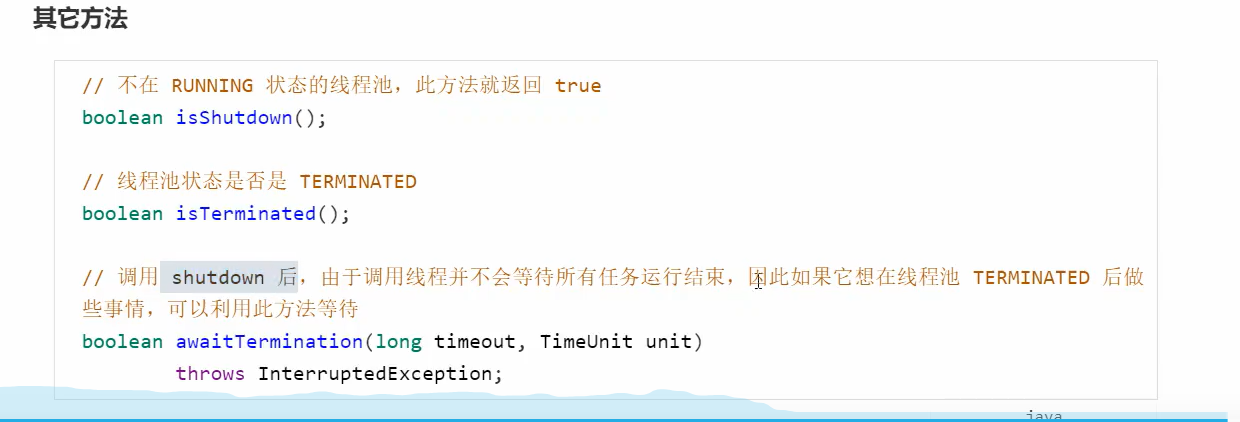 其它方法
// 不在 RUNNING 状态的线程池，此方法就返回 true
boolean isShutdown();
// 线程池状态是否是 TERMINATED
boolean isTerminated();
// 调用 shutdown 后，由于调用线程并不会等待所有任务运行结束，因此如果它想在线程池 TERMINATED 后做
些事情，可以利用此方法等待
boolean awaitTermination(long timeout, TimeUnit unit)
throws InterruptedException;
java